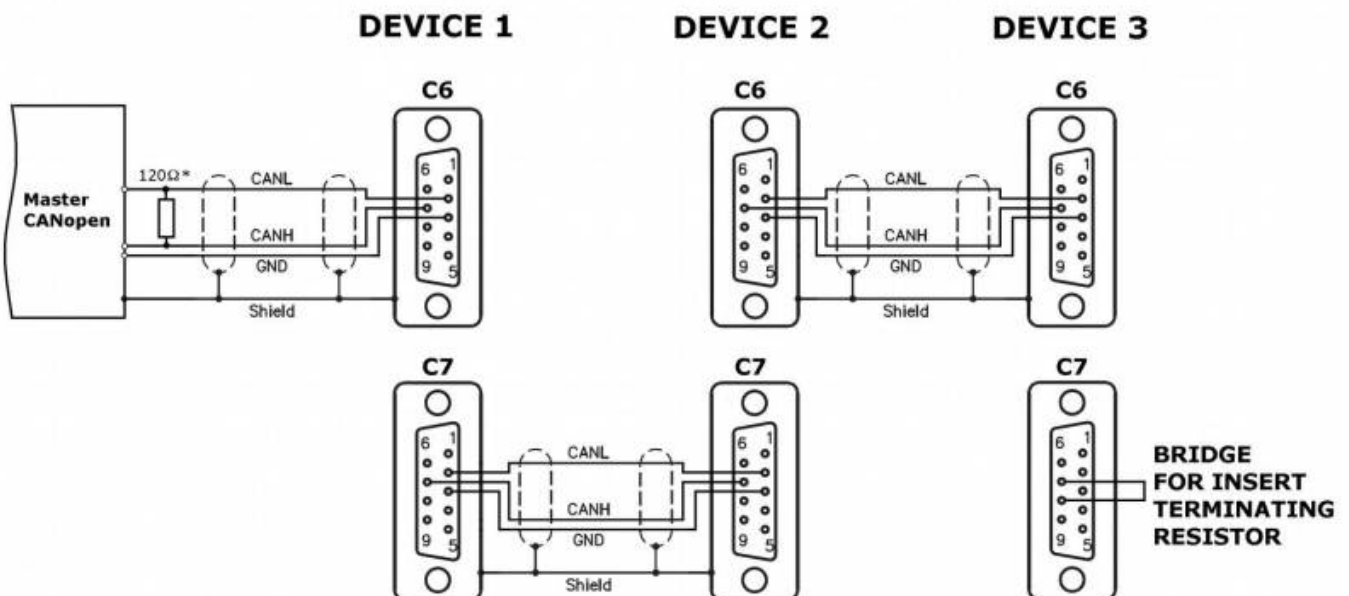 DEVICE 1 DEVICE 2 DEVICE 3
C6 C6 C6
6 1 6 1 6 1
120Ω*
CANL CANL
Master
CANopen
CANH CANH
GND GND
9 5 9 5 9 5
Shield Shield
C7 C7 C7
6 1 6 1 6 1
CANL
BRIDGE
FOR INSERT
TERMINATING
RESISTOR
CANH
GND
9 5 9 5 9 5
Shield